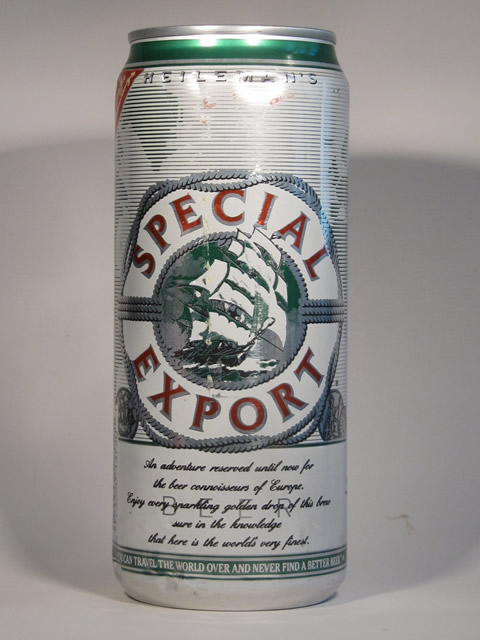 HEILEMAN'S
SPECIAL
EXPORT
An adventure reserved until now for
the beer connoisseurs of Europe.
Enjoy every sparkling golden drop of this brew
BEER
sure in the knowledge
that here is the world's very finest.
CAN TRAVEL THE WORLD OVER AND NEVER FIND A BETTER BEER